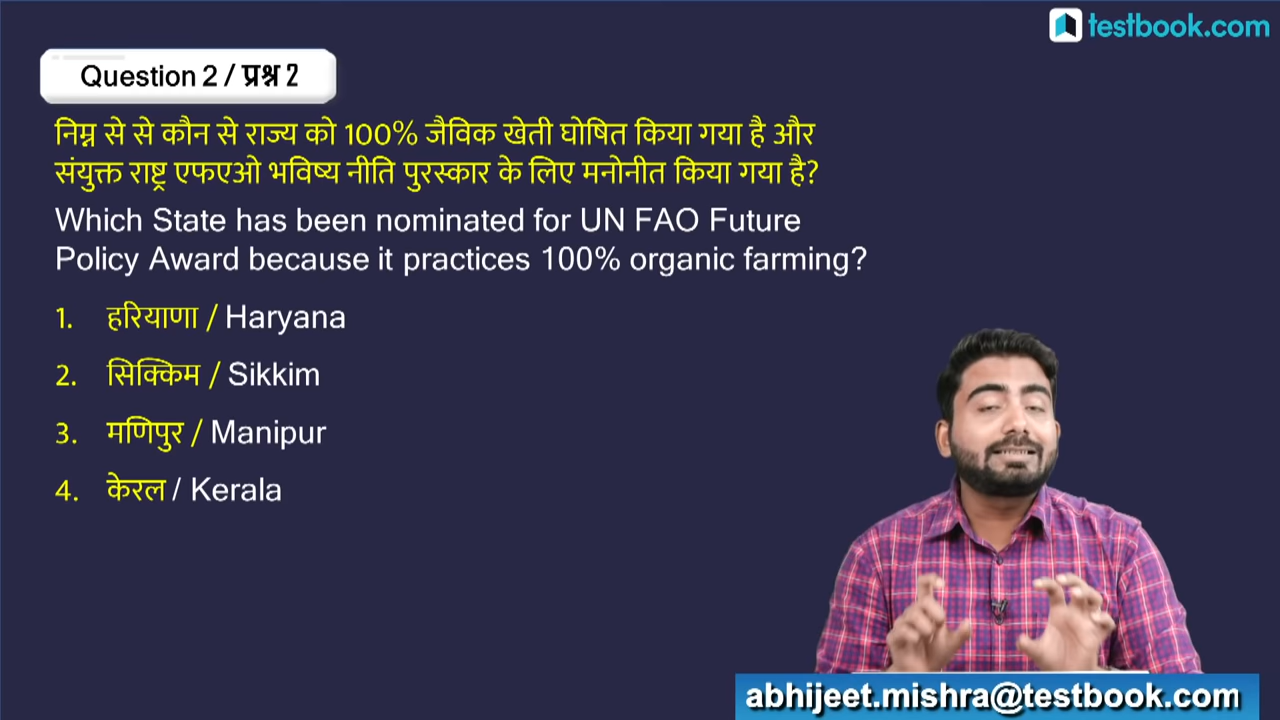 testbook.com
Question 2 / प्रश्न 2
निम्न से से कौन से राज्य को 100% जैविक खेती घोषित किया गया है और
संयुक्त राष्ट्र एफएओ भविष्य नीति पुरस्कार के लिए मनोनीत किया गया है?
Which State has been nominated for UN FAO Future
Policy Award because it practices 100% organic farming?
1. हरियाणा / Haryana
2. सिक्किम / Sikkim
3. मणिपुर / Manipur
4. केरल / Kerala
abhijeet.mishra@testbook.com